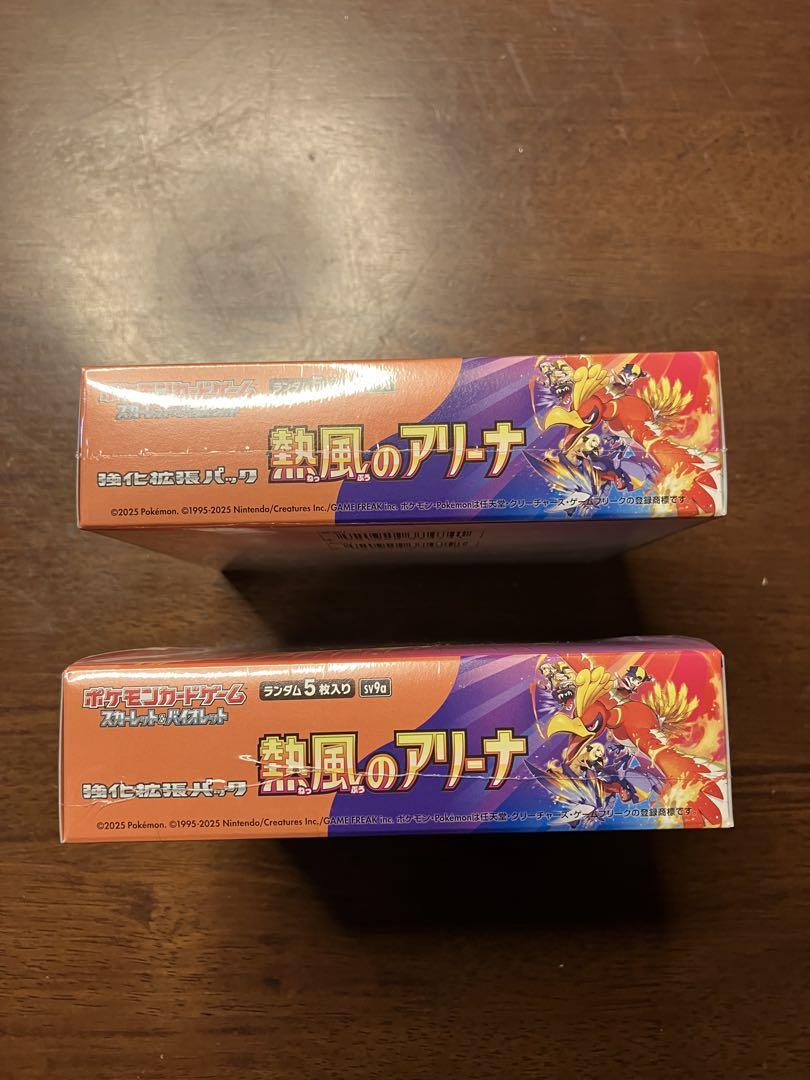 ポケモンカードゲーム
スカーレット&バイオレット
強化拡張パック
熱風のアリーナ
ねっ ぷう
©2025 Pokémon. ©1995-2025 Nintendo/Creatures Inc./GAME FREAK inc. ポケモン・Pokémonは任天堂・クリーチャーズ・ゲームフリークの登録商標です。
ポケモンカードゲーム
ランダム5枚入り sv9a
スカーレット&バイオレット
強化拡張パック
熱風のアリーナ
ねっ ぷう
©2025 Pokémon. ©1995-2025 Nintendo/Creatures Inc./GAME FREAK inc. ポケモン・Pokémonは任天堂・クリーチャーズ・ゲームフリークの登録商標です。